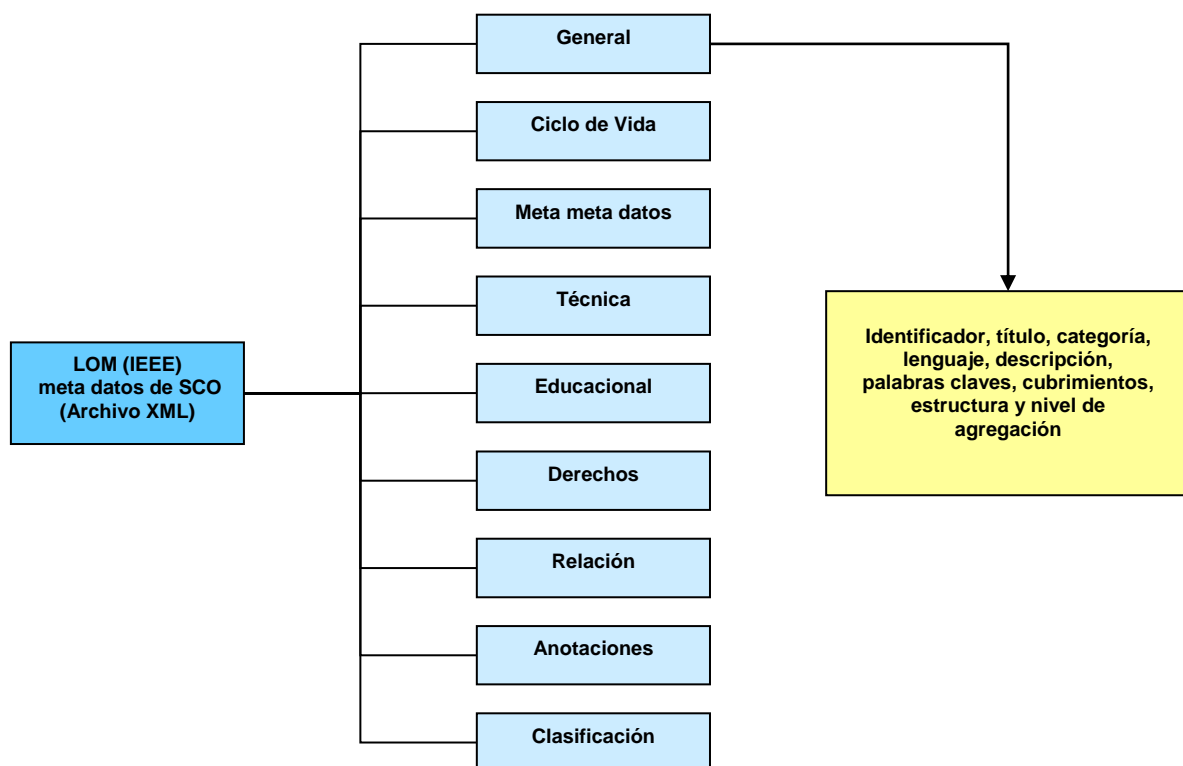 General
Ciclo de Vida
Meta meta datos
Técnica
Educacional
Derechos
Relación
Anotaciones
Clasificación
LOM (IEEE)
meta datos de SCO
(Archivo XML)
Identificador, título, categoría,
lenguaje, descripción,
palabras claves, cubrimientos,
estructura y nivel de
agregación